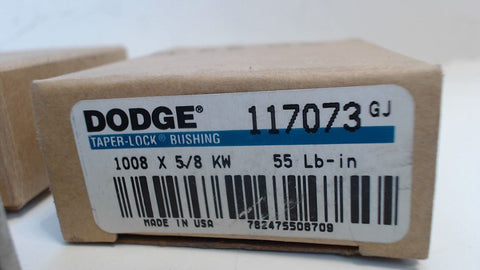 DODGE® 117073 GJ
TAPER-LOCK® BUSHING
1008 X 5/8 KW 55 Lb-in
MADE IN USA 782475508709